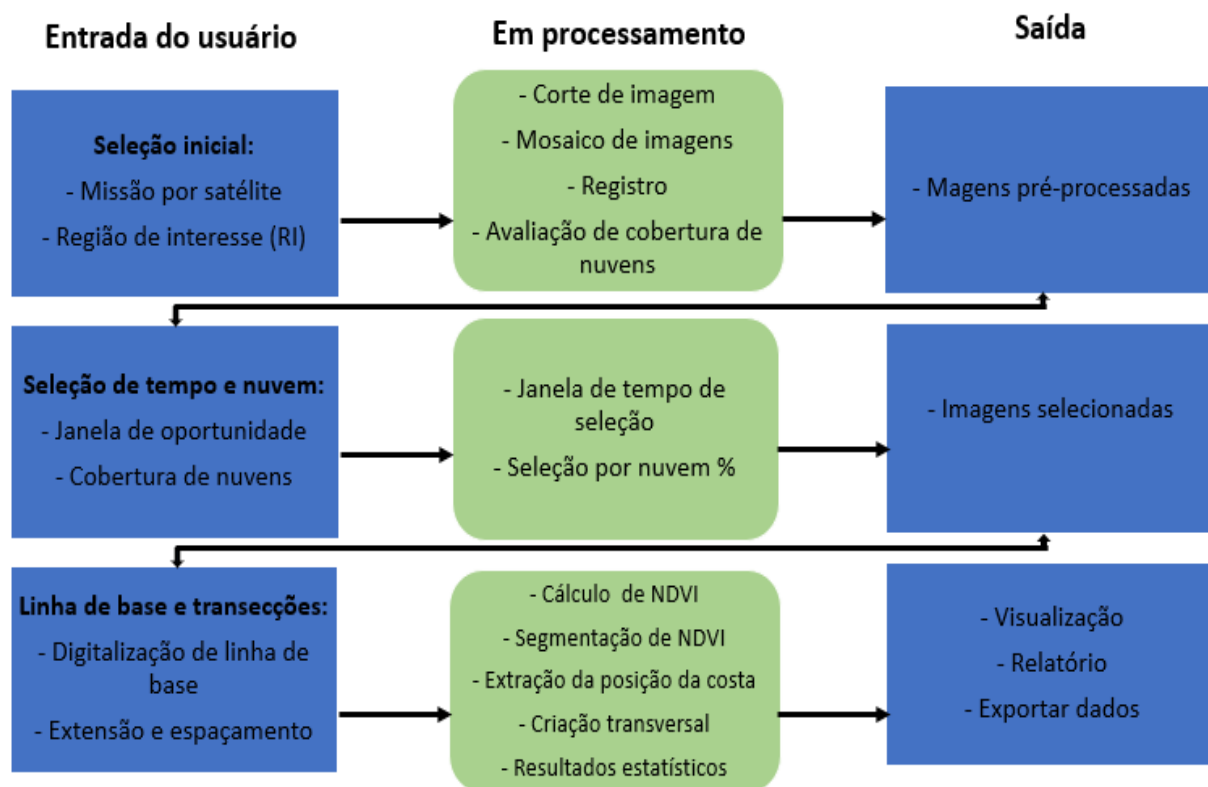 Entrada do usuário
Em processamento
Saída
Seleção inicial:
- Missão por satélite
- Região de interesse (RI)
- Corte de imagem
- Mosaico de imagens
- Registro
- Avaliação de cobertura de
nuvens
- Magens pré-processadas
Seleção de tempo e nuvem:
- Janela de oportunidade
- Cobertura de nuvens
- Janela de tempo de
seleção
- Seleção por nuvem %
- Imagens selecionadas
Linha de base e transecções:
- Digitalização de linha de
base
- Extensão e espaçamento
- Cálculo de NDVI
- Segmentação de NDVI
- Extração da posição da costa
- Criação transversal
- Resultados estatísticos
- Visualização
- Relatório
- Exportar dados